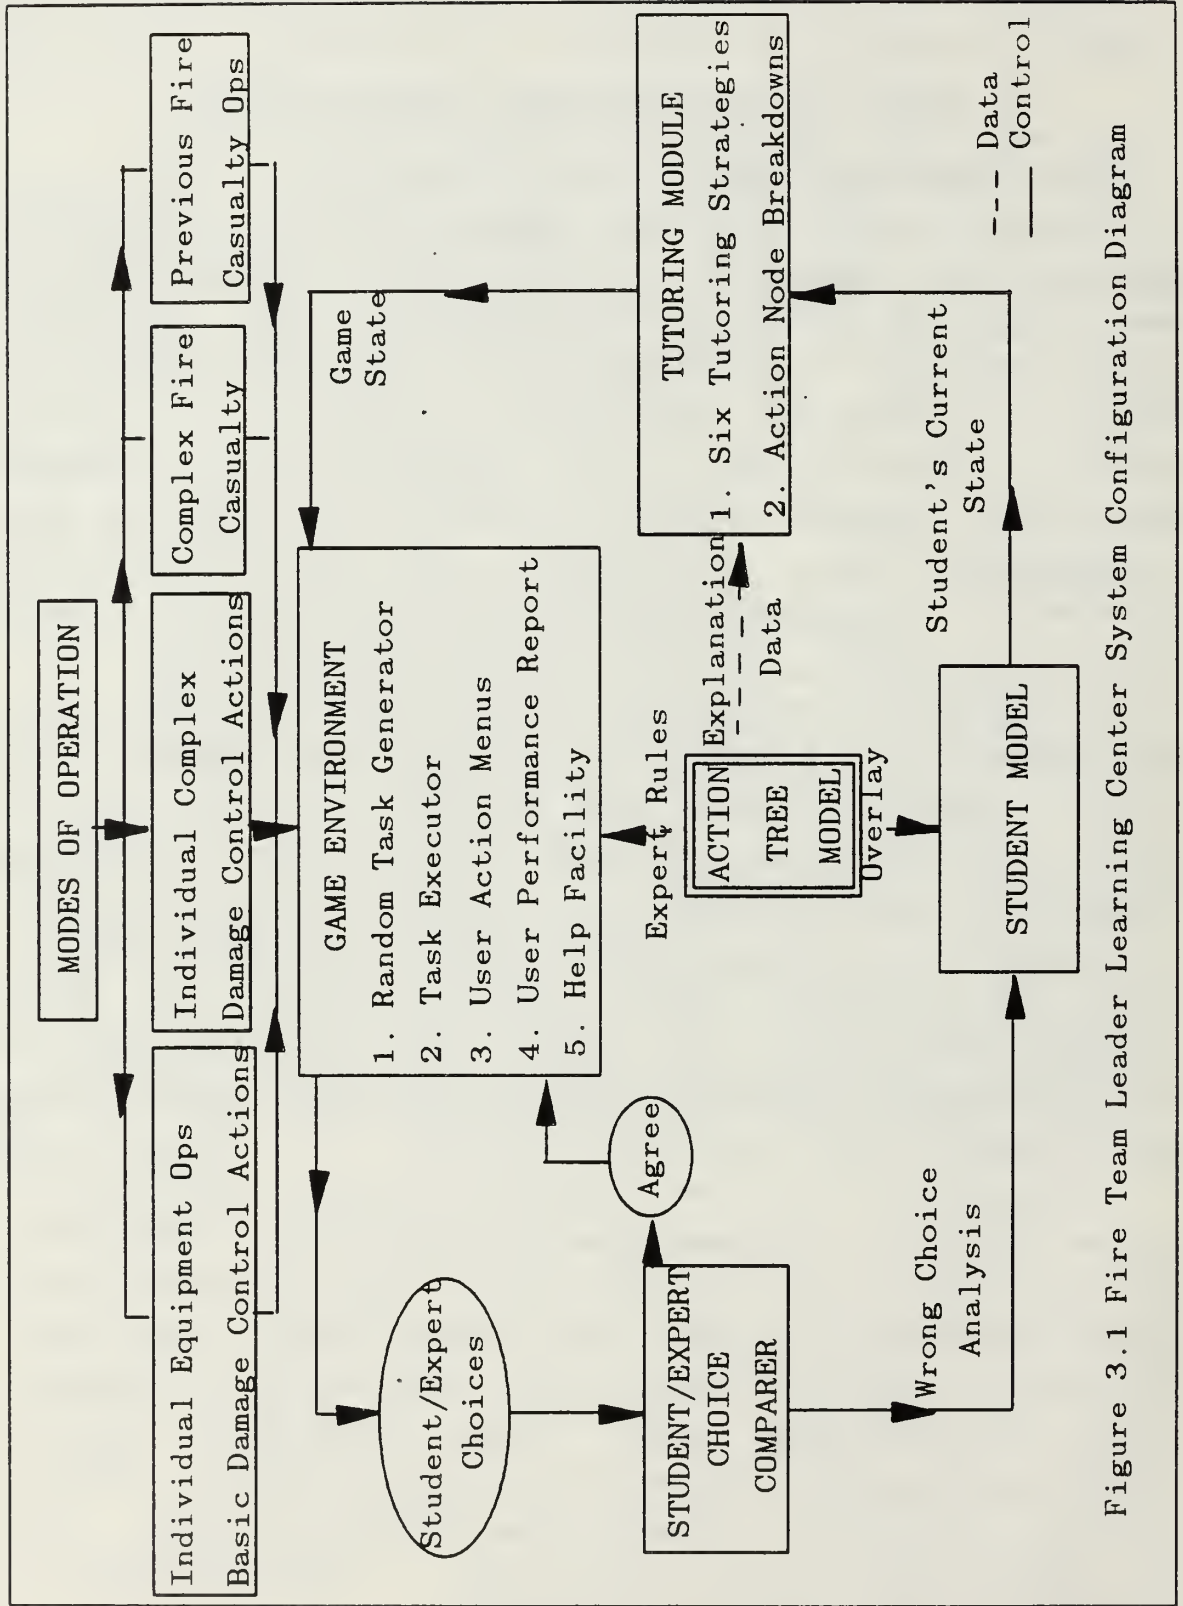 MODES OF OPERATION
Individual Equipment Ops
Basic Damage Control Actions
Individual Complex
Damage Control Actions
Complex Fire
Casualty
Previous Fire
Casualty Ops
GAME ENVIRONMENT
1. Random Task Generator
2. Task Executor
3. User Action Menus
4. User Performance Report
5. Help Facility
Game
State
Student/Expert
Choices
Agree
STUDENT/EXPERT
CHOICE
COMPARER
Expert Rules
ACTION
TREE
MODEL
Overlay
Explanation
Data
TUTORING MODULE
1. Six Tutoring Strategies
2. Action Node Breakdowns
Wrong Choice
Analysis
STUDENT MODEL
Student's Current
State
--- Data
Control
Figure 3.1 Fire Team Leader Learning Center System Configuration Diagram